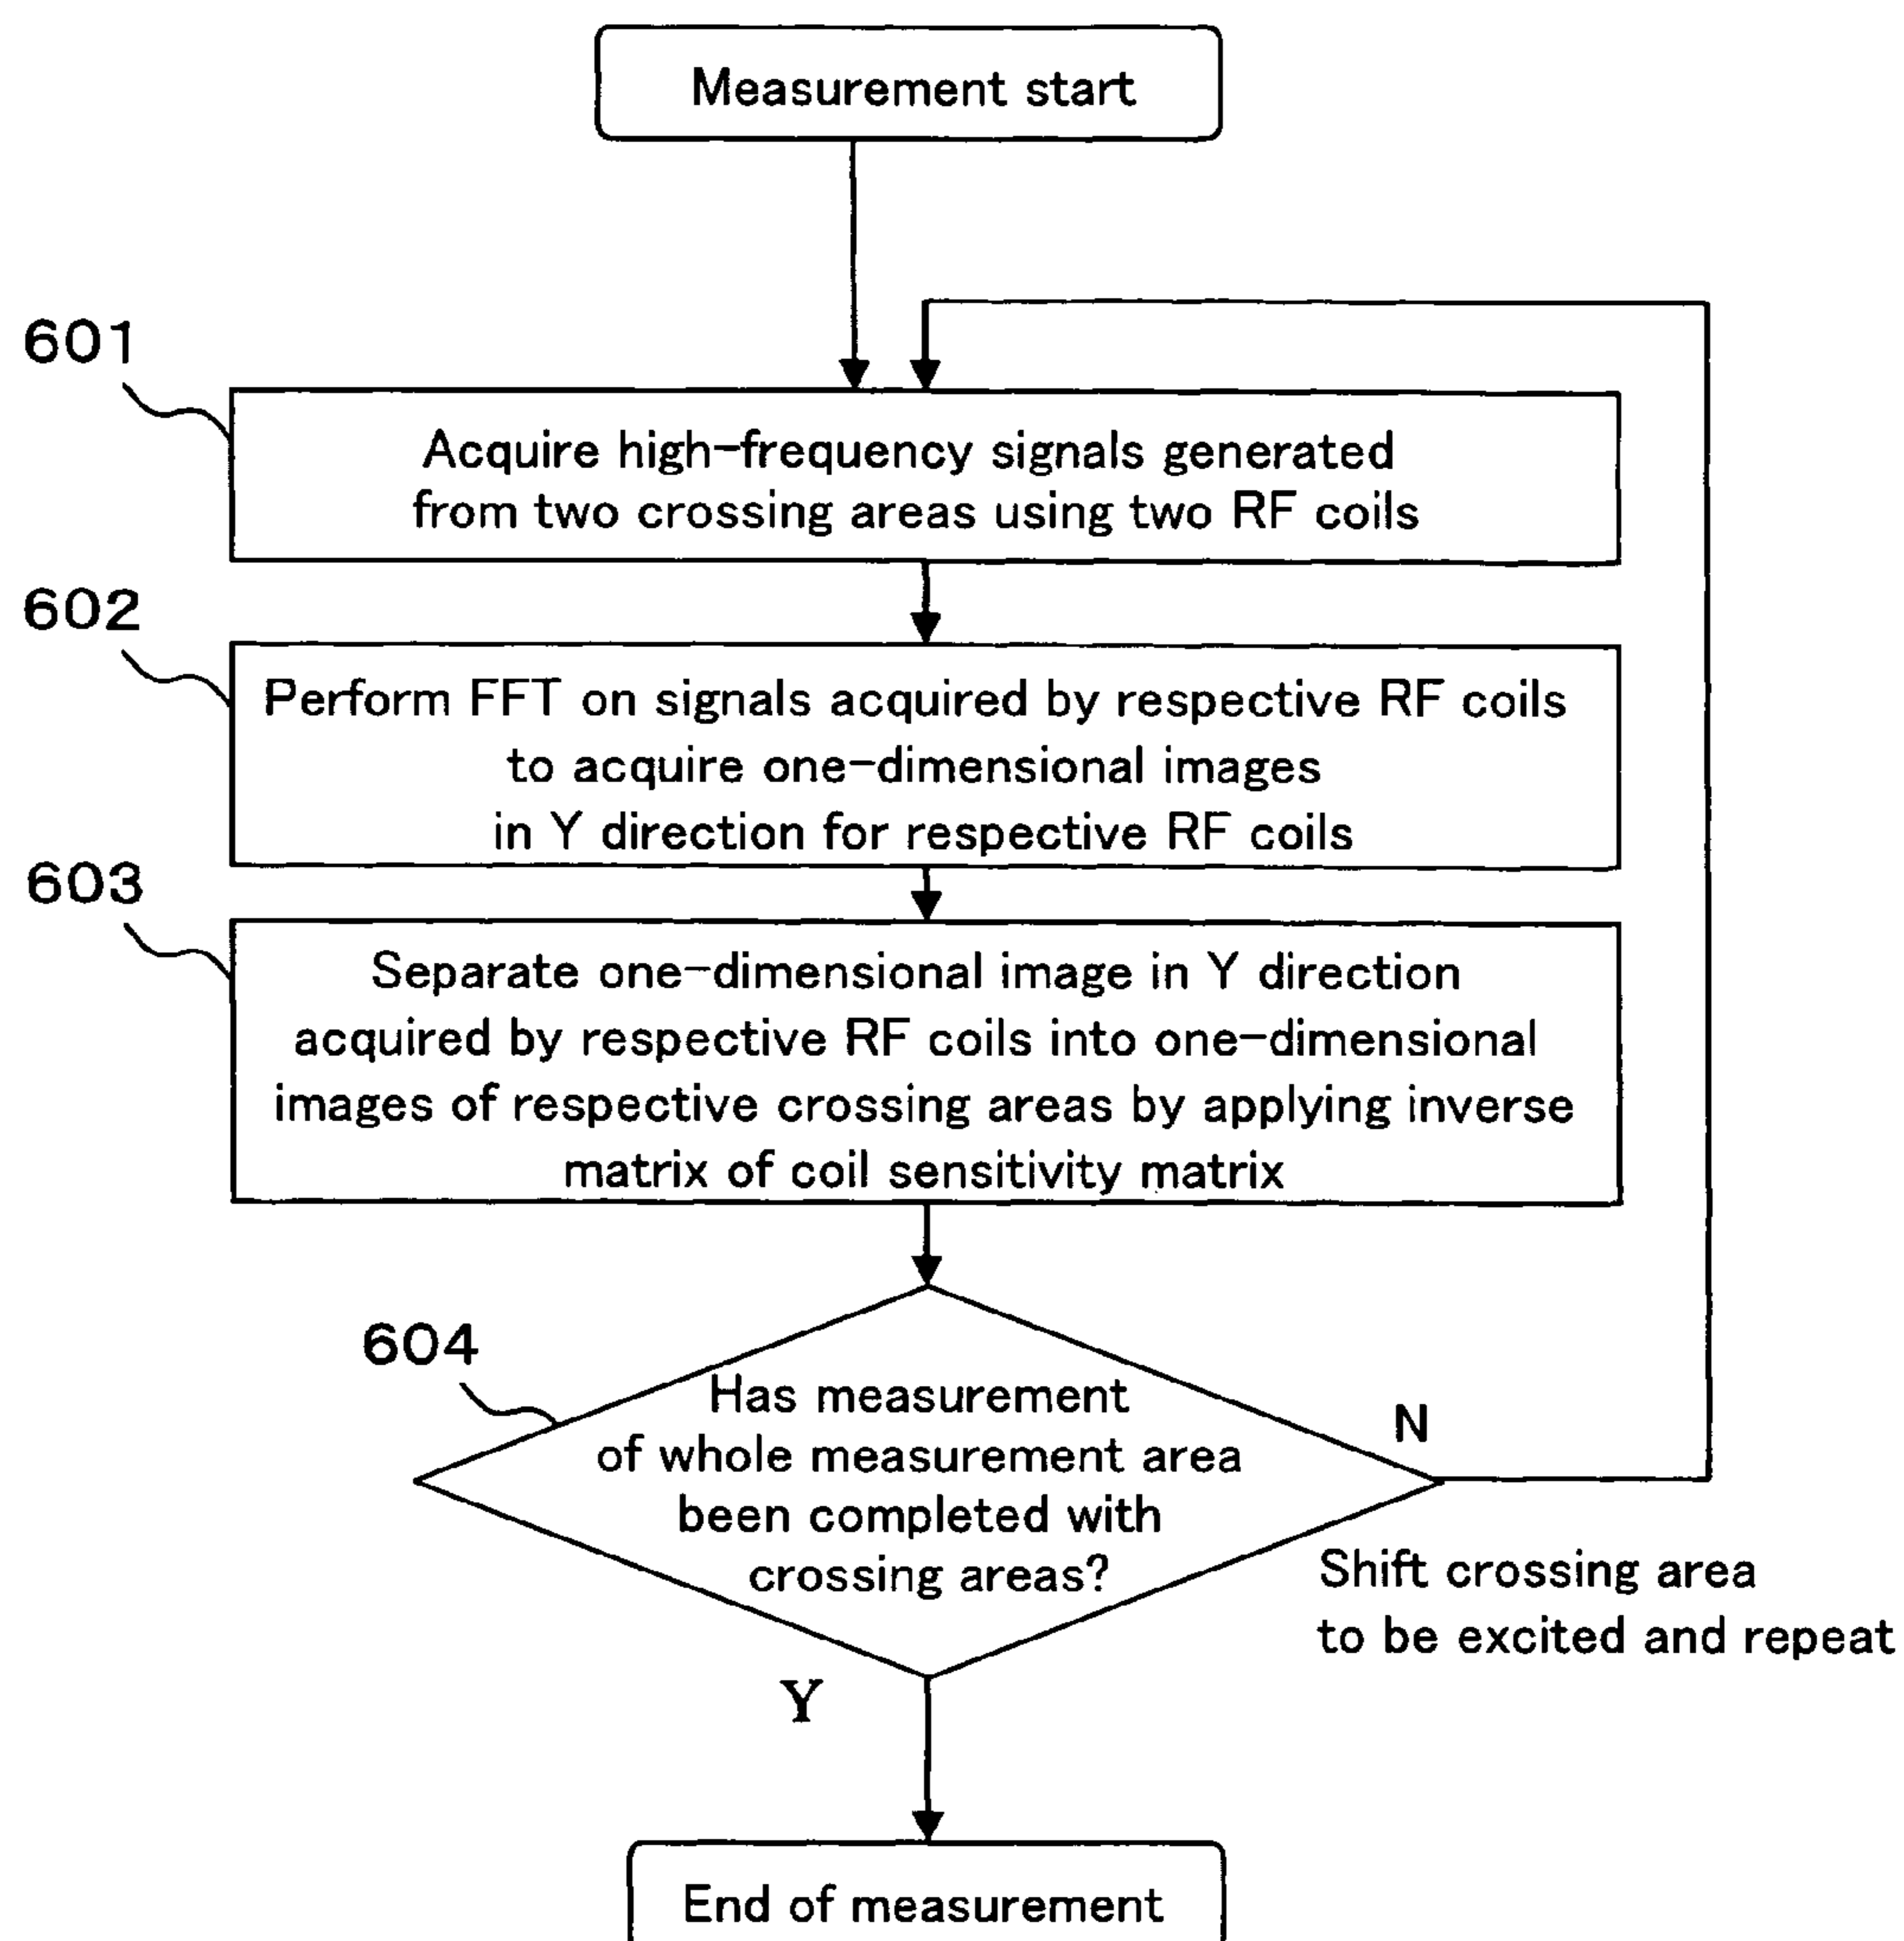 Measurement start
601
Acquire high-frequency signals generated
from two crossing areas using two RF coils
602
Perform FFT on signals acquired by respective RF coils
to acquire one-dimensional images
in Y direction for respective RF coils
603
Separate one-dimensional image in Y direction
acquired by respective RF coils into one-dimensional
images of respective crossing areas by applying inverse
matrix of coil sensitivity matrix
604
Has measurement
of whole measurement area
been completed with
crossing areas?
N
Shift crossing area
to be excited and repeat
Y
End of measurement